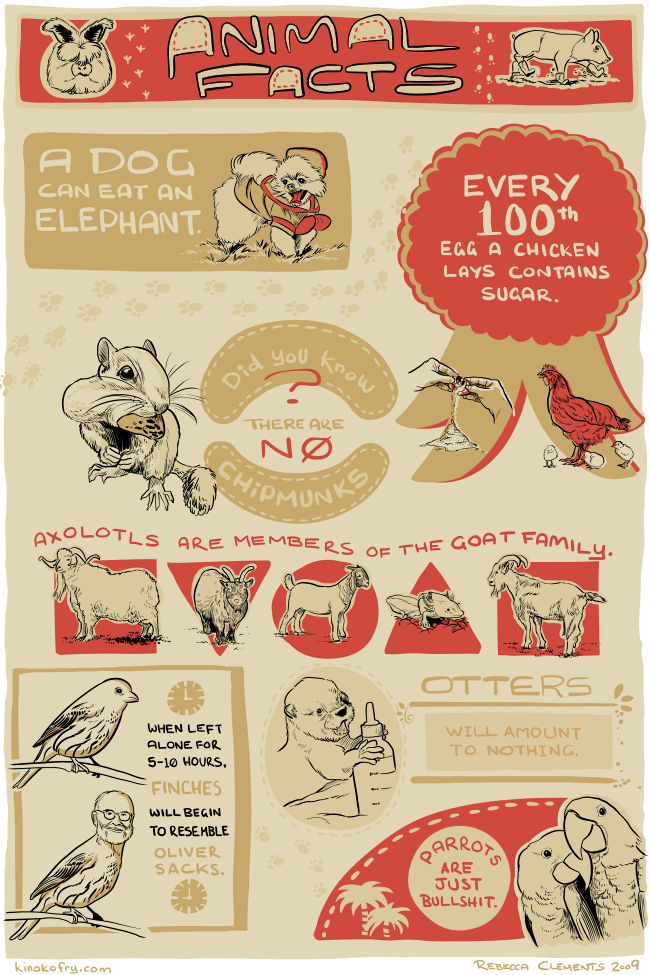 ANIMAL
FACTS
A DOG
CAN EAT AN
ELEPHANT.
EVERY
100th
EGG A CHICKEN
LAYS CONTAINS
SUGAR.
Did you Know
?
THERE ARE
NO
CHIPMUNKS
AXOLOTLS ARE MEMBERS OF THE GOAT FAMILY.
WHEN LEFT
ALONE FOR
5-10 HOURS,
FINCHES
WILL BEGIN
TO RESEMBLE
OLIVER
SACKS.
OTTERS
WILL AMOUNT
TO NOTHING.
PARROTS
ARE
JUST
BULLSHIT.
kinokofry.com
REBECCA CLEMENTS 2009